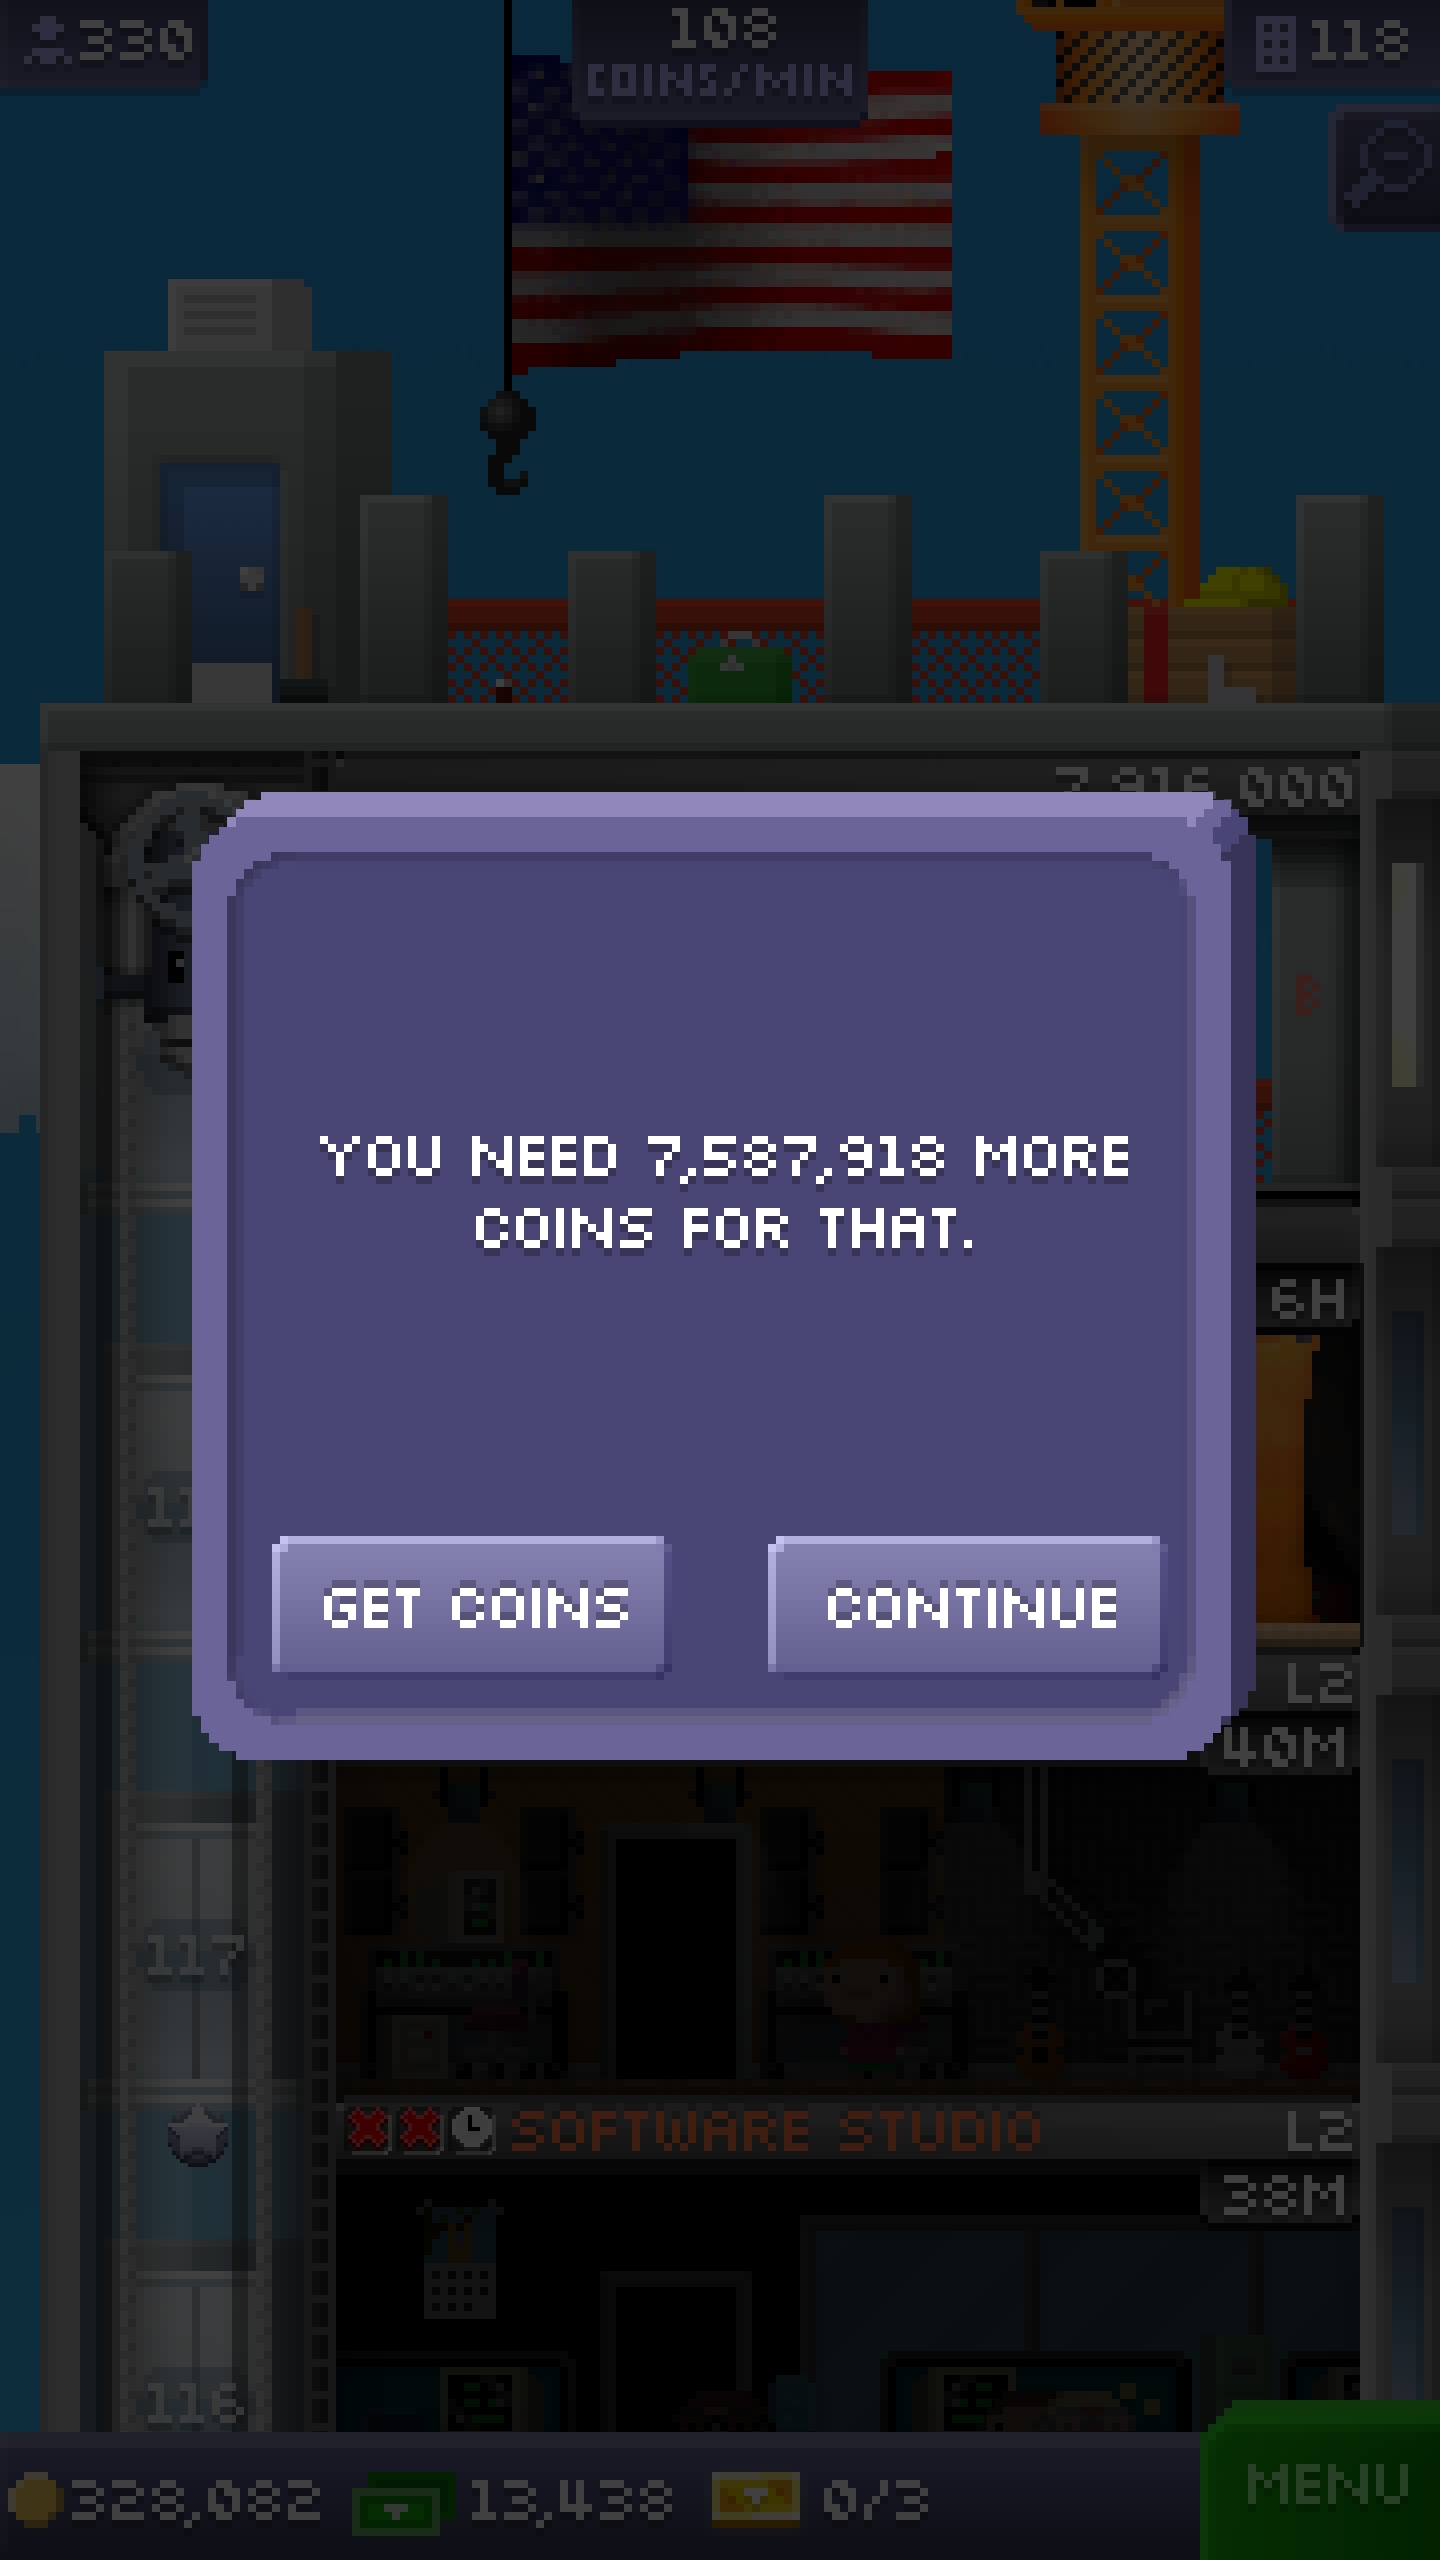 330
108
COINS/MIN
118
7,916,000
B
YOU NEED 7,587,918 MORE
COINS FOR THAT.
6H
GET COINS
CONTINUE
L2
40M
117
SOFTWARE STUDIO
L2
38M
116
328,082
13,438
0/3
MENU